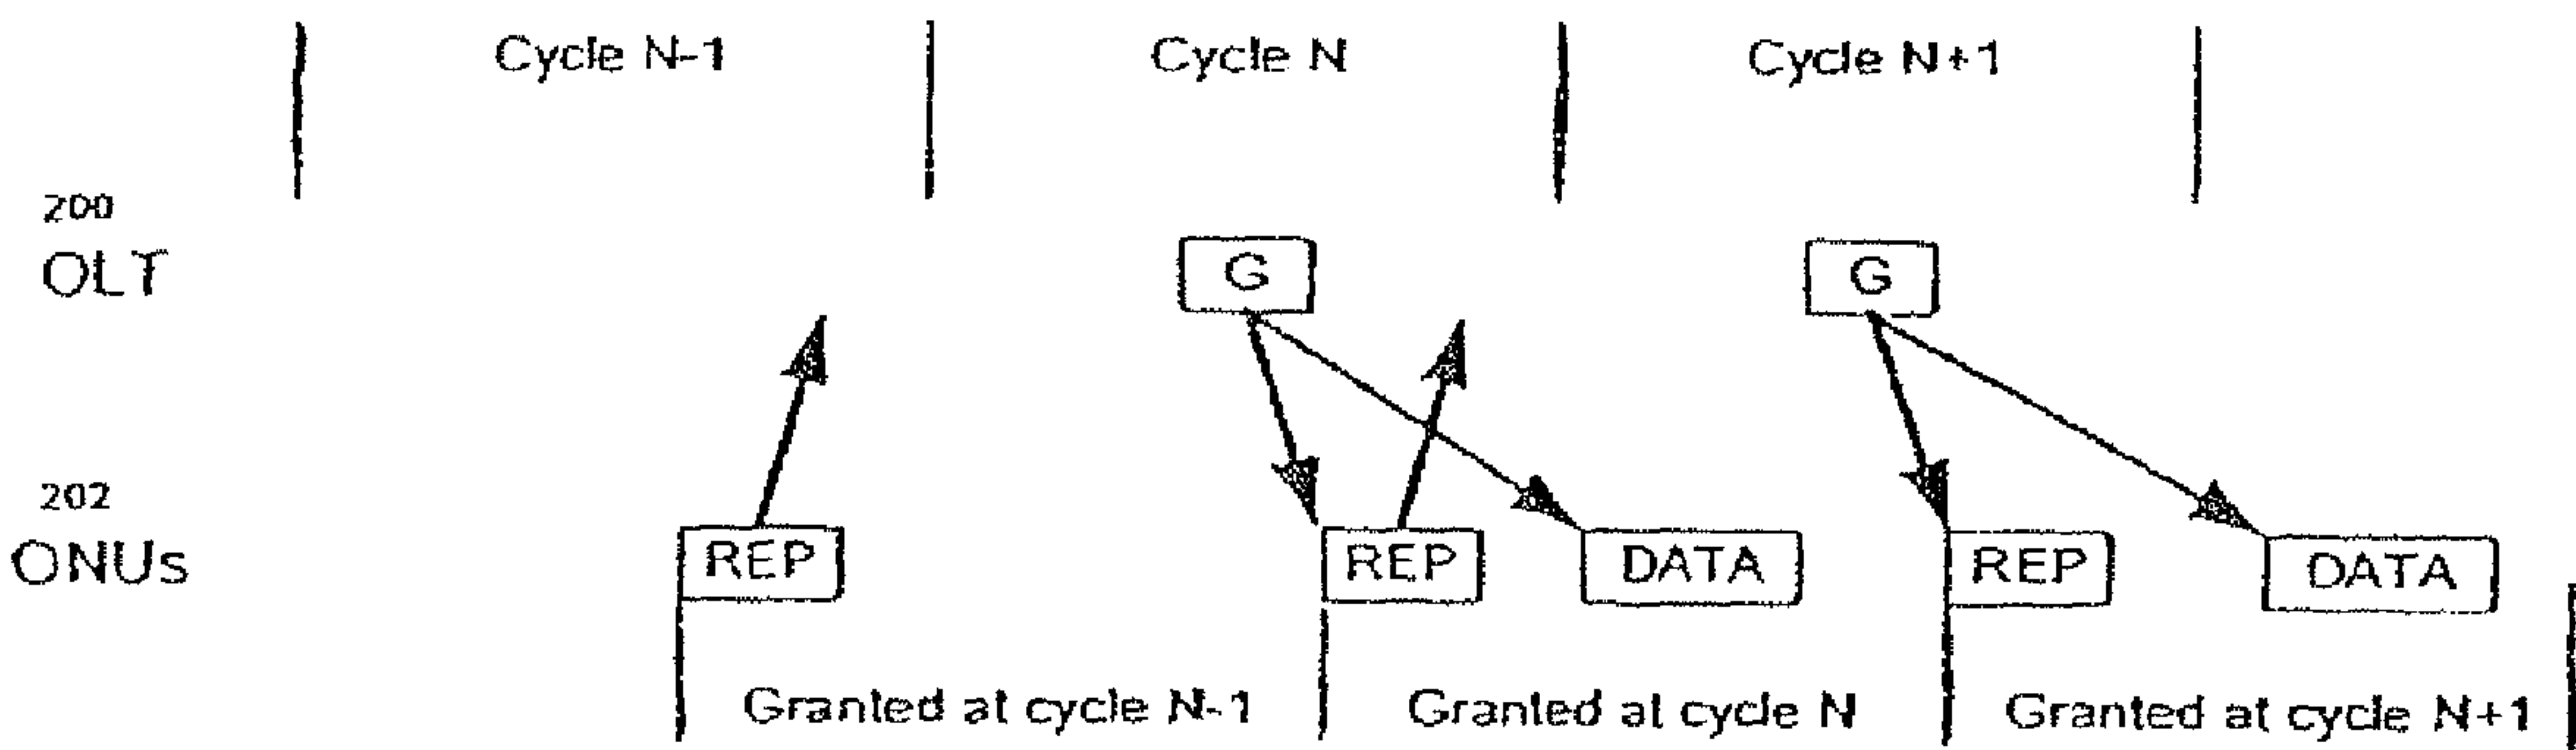 Cycle N-1 Cycle N Cycle N+1
200
OLT G G
202
ONUs REP REP DATA REP DATA
Granted at cycle N-1 Granted at cycle N Granted at cycle N+1